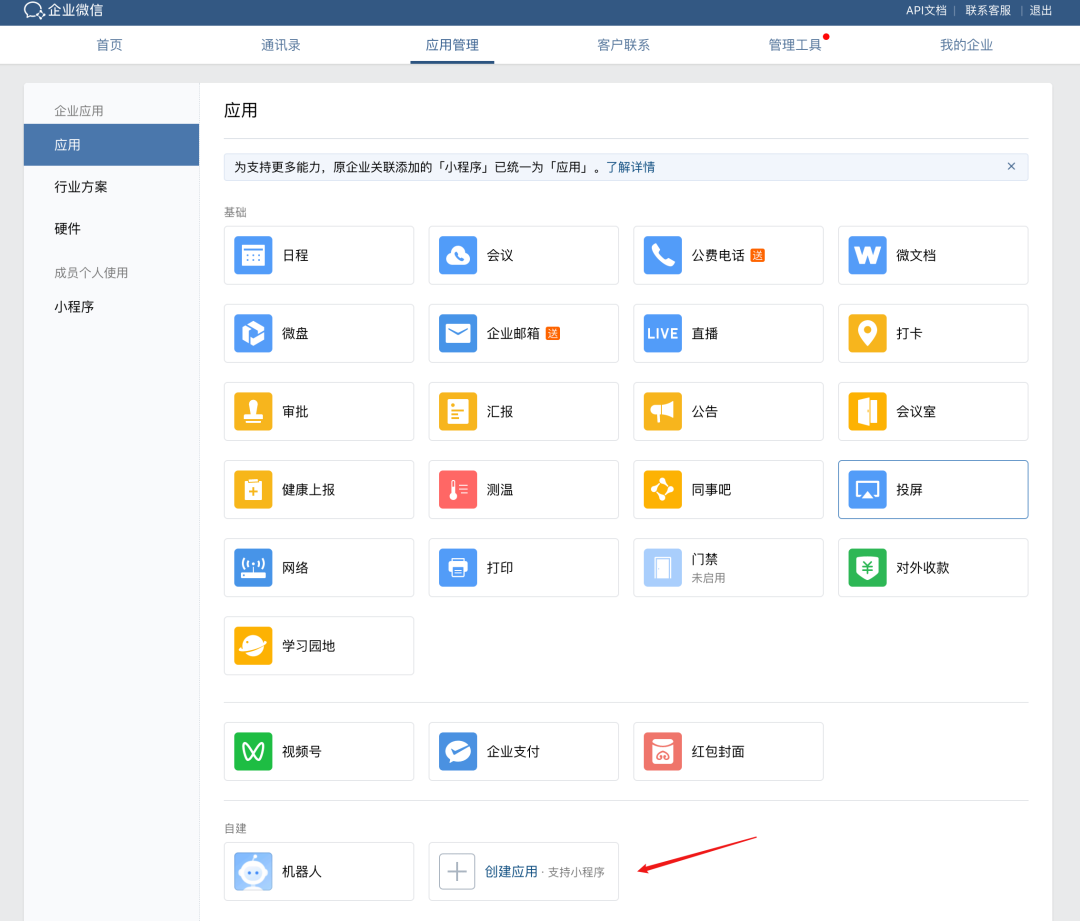 企业微信
API文档 | 联系客服 | 退出
首页 通讯录 应用管理 客户联系 管理工具 我的企业
企业应用
应用
行业方案
硬件
成员个人使用
小程序
应用
为支持更多能力，原企业关联添加的「小程序」已统一为「应用」。了解详情
基础
日程 会议 公费电话 送 微文档
微盘 企业邮箱 送 LIVE 直播 打卡
审批 汇报 公告 会议室
健康上报 测温 同事吧 投屏
网络 打印 门禁 对外收款
未启用
学习园地
视频号 企业支付 红包封面
自建
机器人 创建应用 · 支持小程序